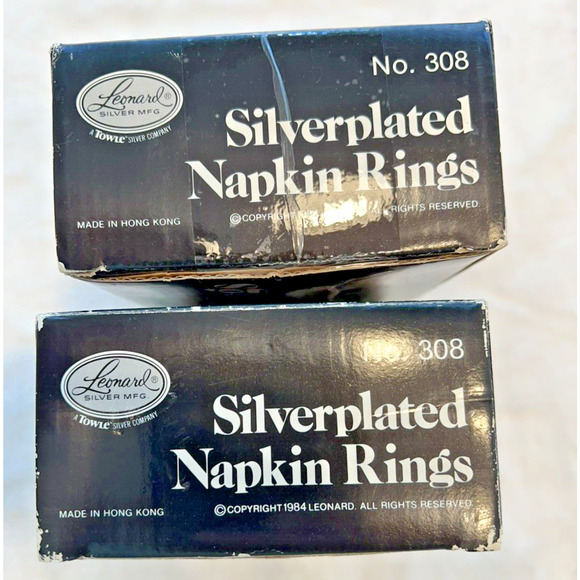 No. 308
Leonard®
SILVER MFG.
A TOWLE® SILVER COMPANY
Silverplated
Napkin Rings
MADE IN HONG KONG
© COPYRIGHT RIGHTS RESERVED.
No. 308
Leonard®
SILVER MFG.
A TOWLE® SILVER COMPANY
Silverplated
Napkin Rings
MADE IN HONG KONG
© COPYRIGHT 1984 LEONARD. ALL RIGHTS RESERVED.